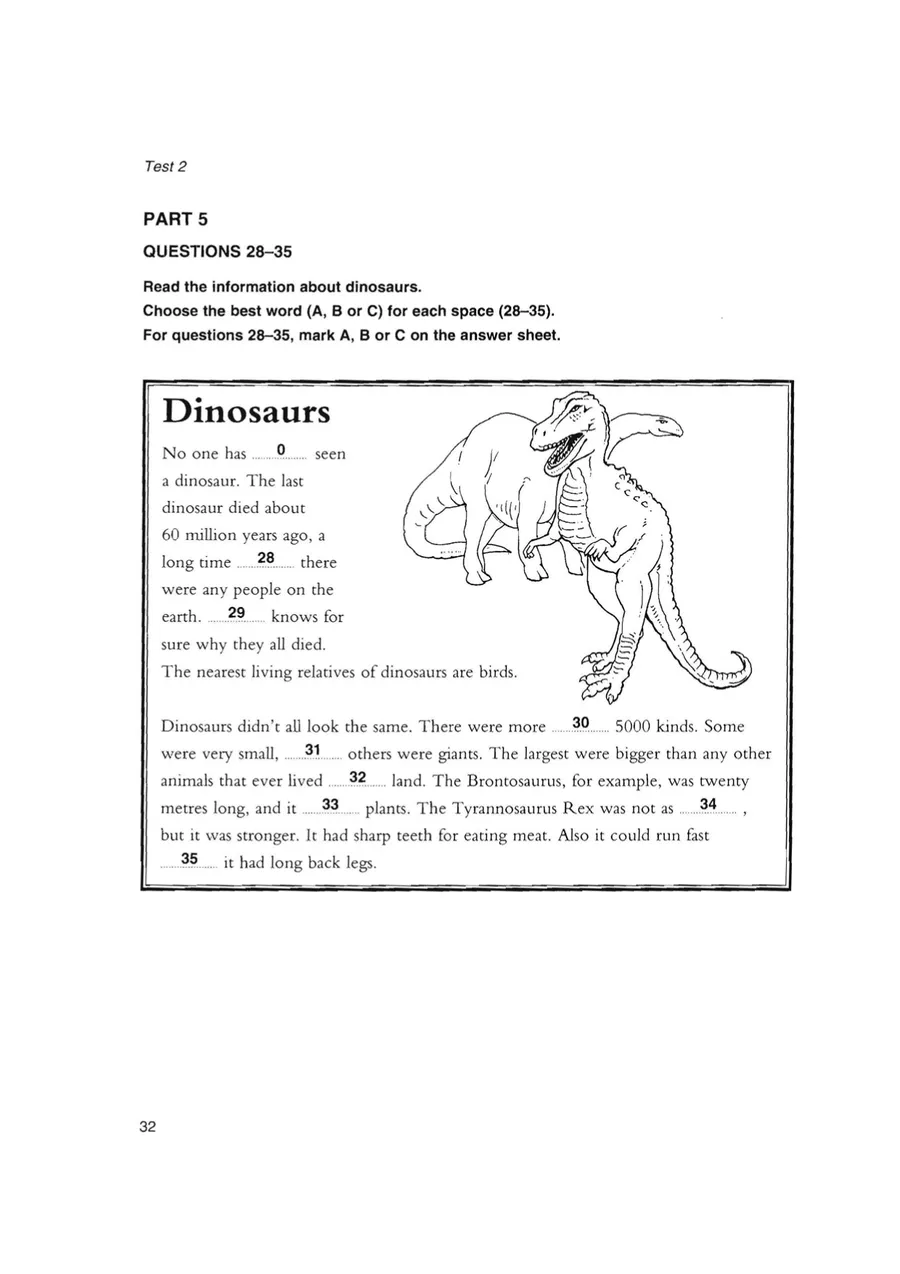 Test 2
PART 5
QUESTIONS 28–35
Read the information about dinosaurs.
Choose the best word (A, B or C) for each space (28–35).
For questions 28–35, mark A, B or C on the answer sheet.
Dinosaurs
No one has ........0........ seen
a dinosaur. The last
dinosaur died about
60 million years ago, a
long time ........28........ there
were any people on the
earth. ........29........ knows for
sure why they all died.
The nearest living relatives of dinosaurs are birds.
Dinosaurs didn't all look the same. There were more ........30........ 5000 kinds. Some
were very small, ........31........ others were giants. The largest were bigger than any other
animals that ever lived ........32........ land. The Brontosaurus, for example, was twenty
metres long, and it ........33........ plants. The Tyrannosaurus Rex was not as ........34........ ,
but it was stronger. It had sharp teeth for eating meat. Also it could run fast
........35........ it had long back legs.
32